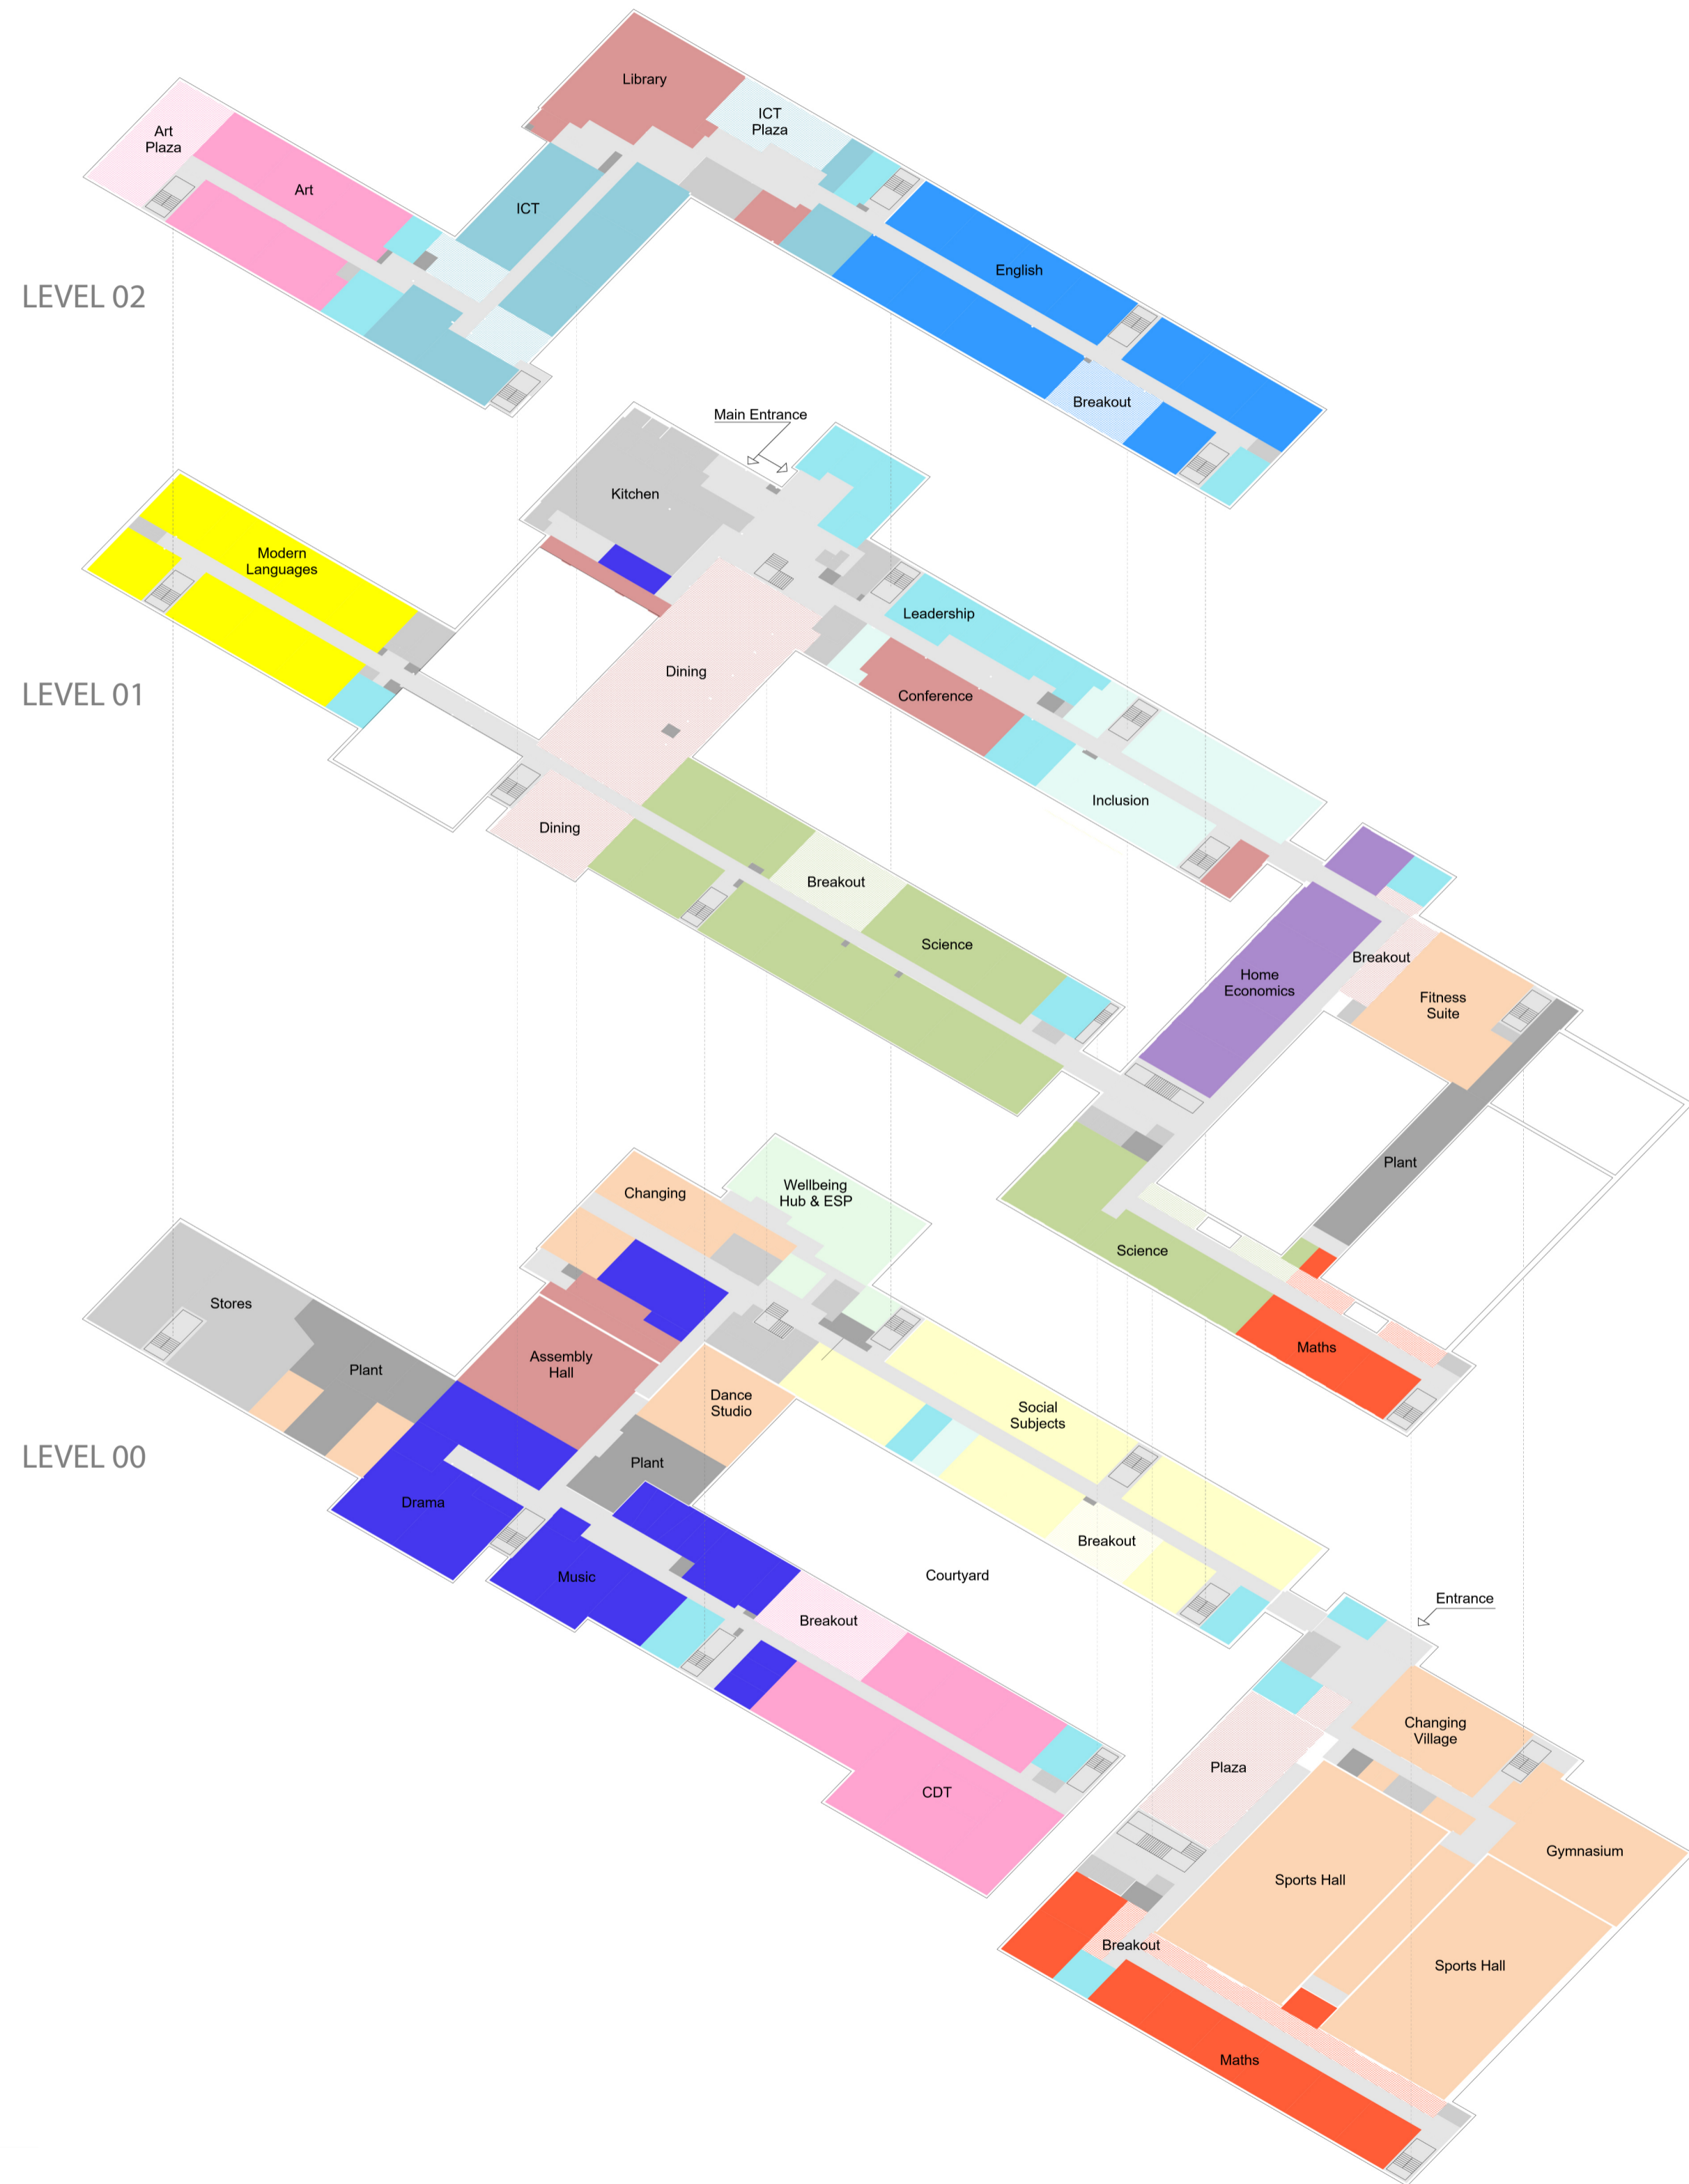 Library
ICT
Plaza
Art
Plaza
Art
ICT
English
LEVEL 02
Breakout
Main Entrance
Kitchen
Modern
Languages
Leadership
Dining
LEVEL 01
Conference
Inclusion
Dining
Breakout
Science
Breakout
Home
Economics
Fitness
Suite
Plant
Science
Maths
Changing
Wellbeing
Hub & ESP
Stores
Plant
Assembly
Hall
Dance
Studio
Social
Subjects
LEVEL 00
Plant
Drama
Breakout
Music
Courtyard
Entrance
Breakout
Changing
Village
Plaza
CDT
Gymnasium
Sports Hall
Breakout
Sports Hall
Maths